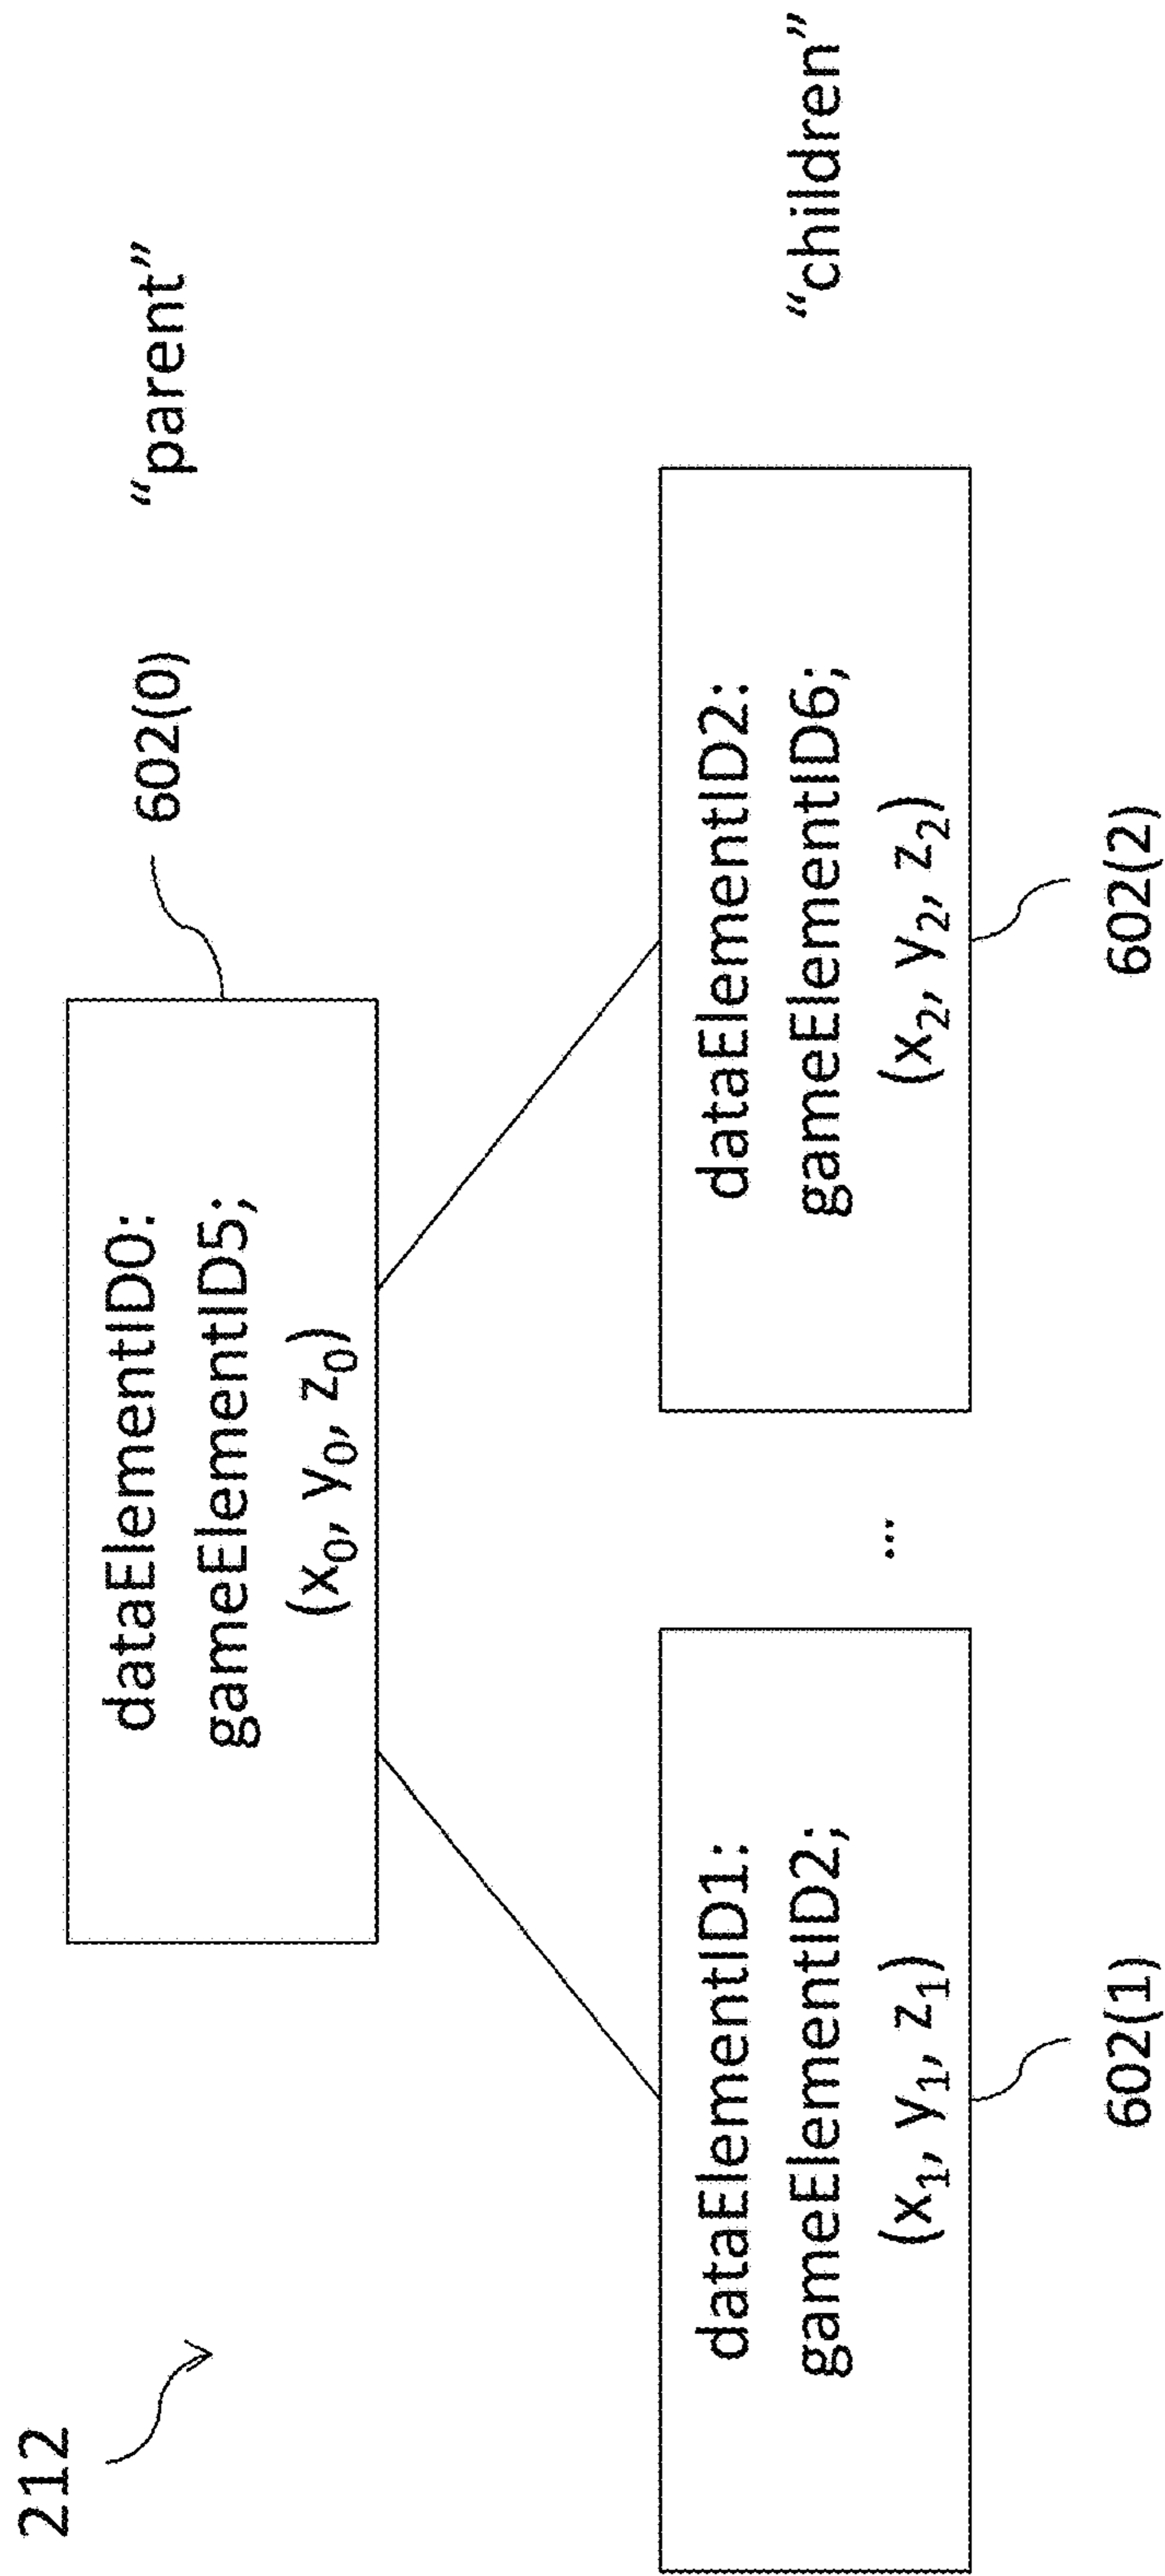 212
602(0)
"parent"
dataElementID0:
gameElementID5;
(x₀, y₀, z₀)
dataElementID1:
gameElementID2;
(x₁, y₁, z₁)
...
dataElementID2:
gameElementID6;
(x₂, y₂, z₂)
"children"
602(1)
602(2)